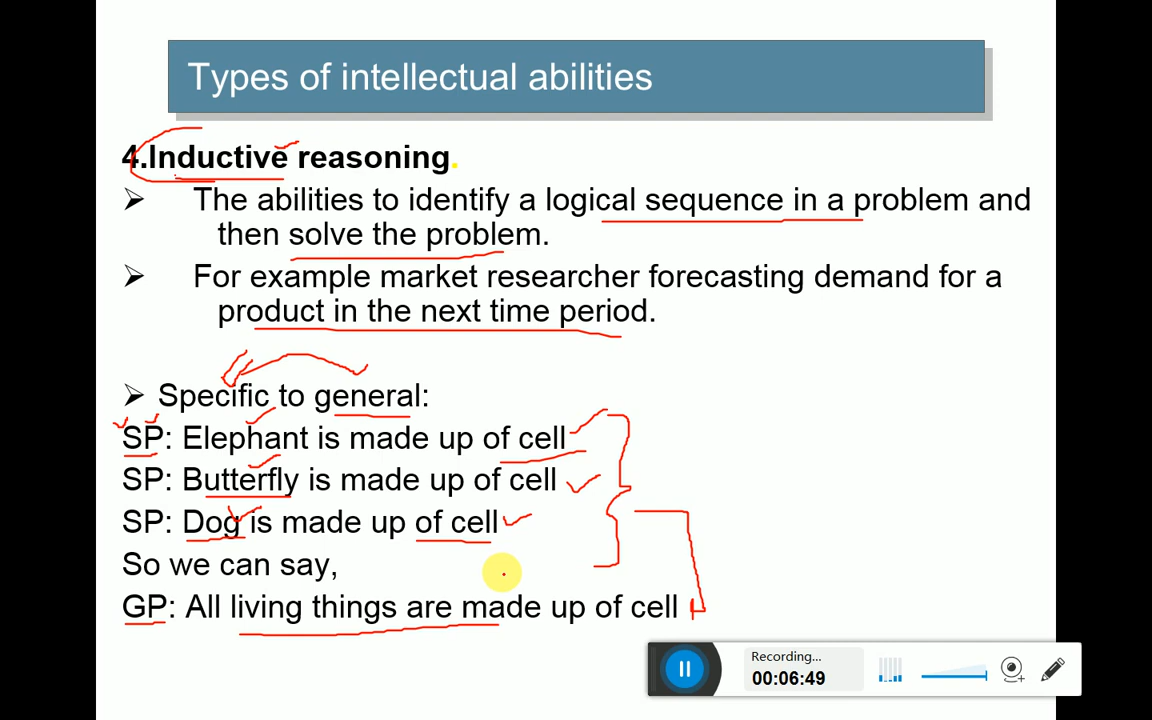 Types of intellectual abilities
4.Inductive reasoning.
➢ The abilities to identify a logical sequence in a problem and
then solve the problem.
➢ For example market researcher forecasting demand for a
product in the next time period.
➢ Specific to general:
SP: Elephant is made up of cell
SP: Butterfly is made up of cell
SP: Dog is made up of cell
So we can say,
GP: All living things are made up of cell
Recording...
00:06:49